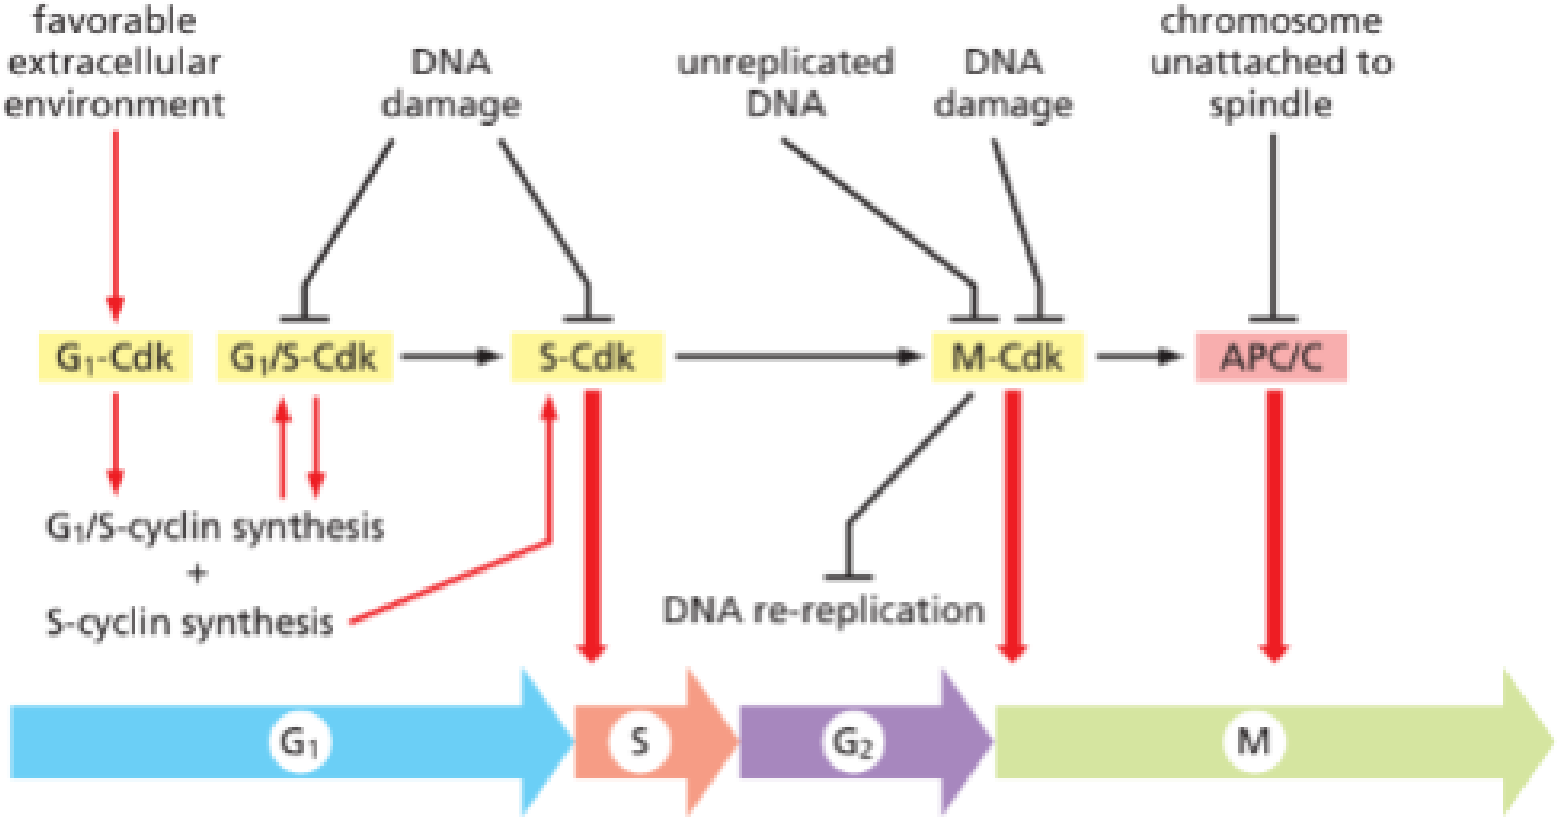 favorable
extracellular
environment
DNA
damage
unreplicated
DNA
DNA
damage
chromosome
unattached to
spindle
G₁-Cdk
G₁/S-Cdk
S-Cdk
M-Cdk
APC/C
G₁/S-cyclin synthesis
+
S-cyclin synthesis
DNA re-replication
G₁
S
G₂
M